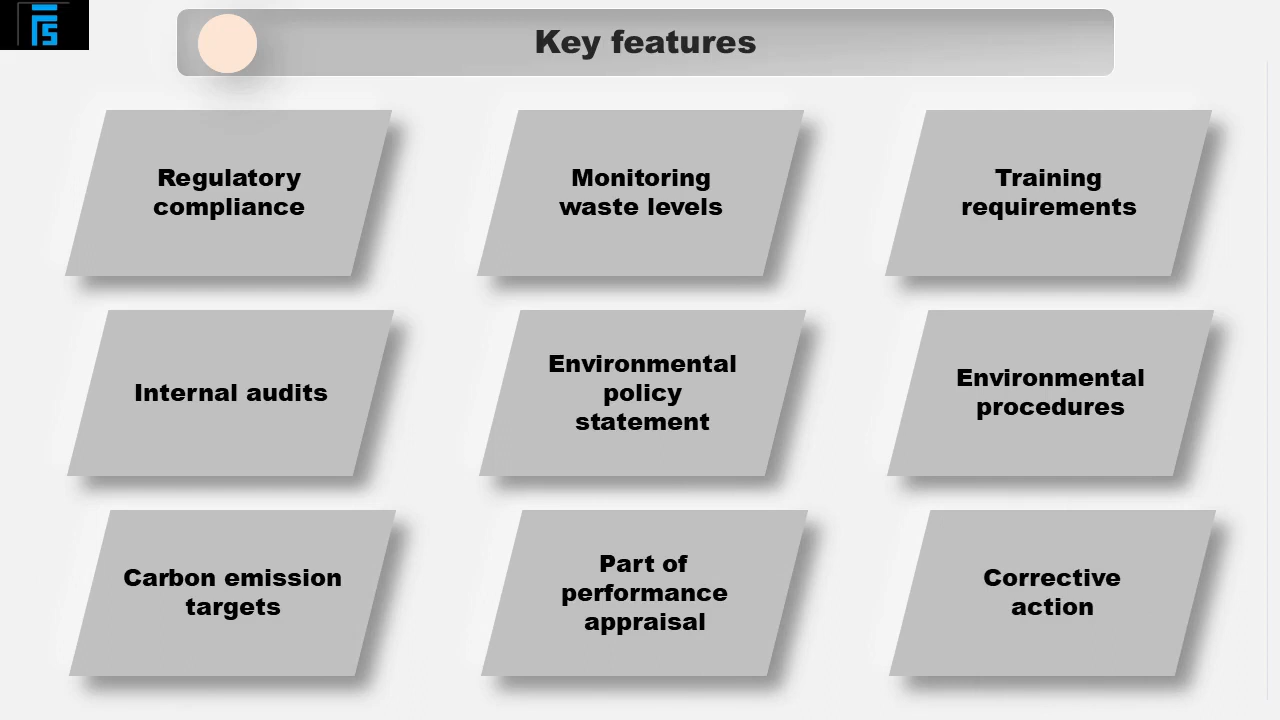 Key features
Regulatory
compliance
Monitoring
waste levels
Training
requirements
Internal audits
Environmental
policy
statement
Environmental
procedures
Carbon emission
targets
Part of
performance
appraisal
Corrective
action